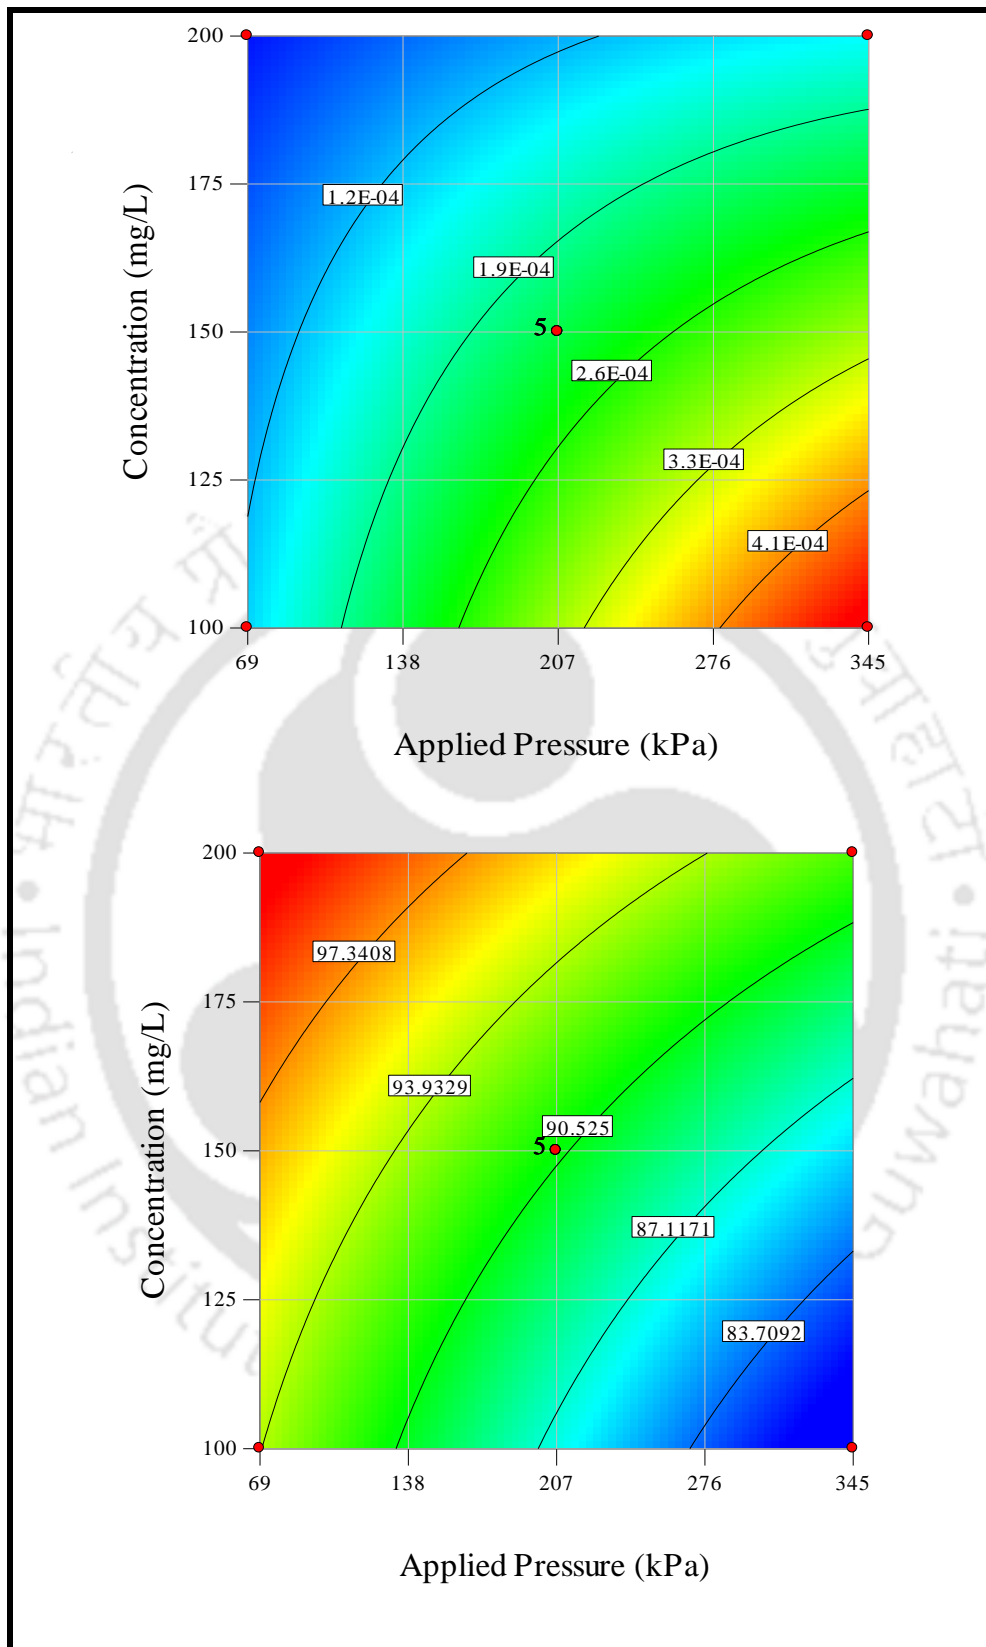 200
175
150
125
100
Concentration (mg/L)
1.2E-04
1.9E-04
5
2.6E-04
3.3E-04
4.1E-04
69 138 207 276 345
Applied Pressure (kPa)
200
175
150
125
100
Concentration (mg/L)
97.3408
93.9329
90.525
5
87.1171
83.7092
69 138 207 276 345
Applied Pressure (kPa)
Indian Institut
Guwahati